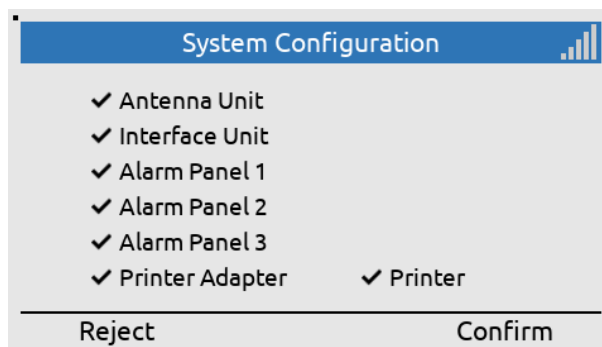 System Configuration
✓ Antenna Unit
✓ Interface Unit
✓ Alarm Panel 1
✓ Alarm Panel 2
✓ Alarm Panel 3
✓ Printer Adapter ✓ Printer
Reject Confirm